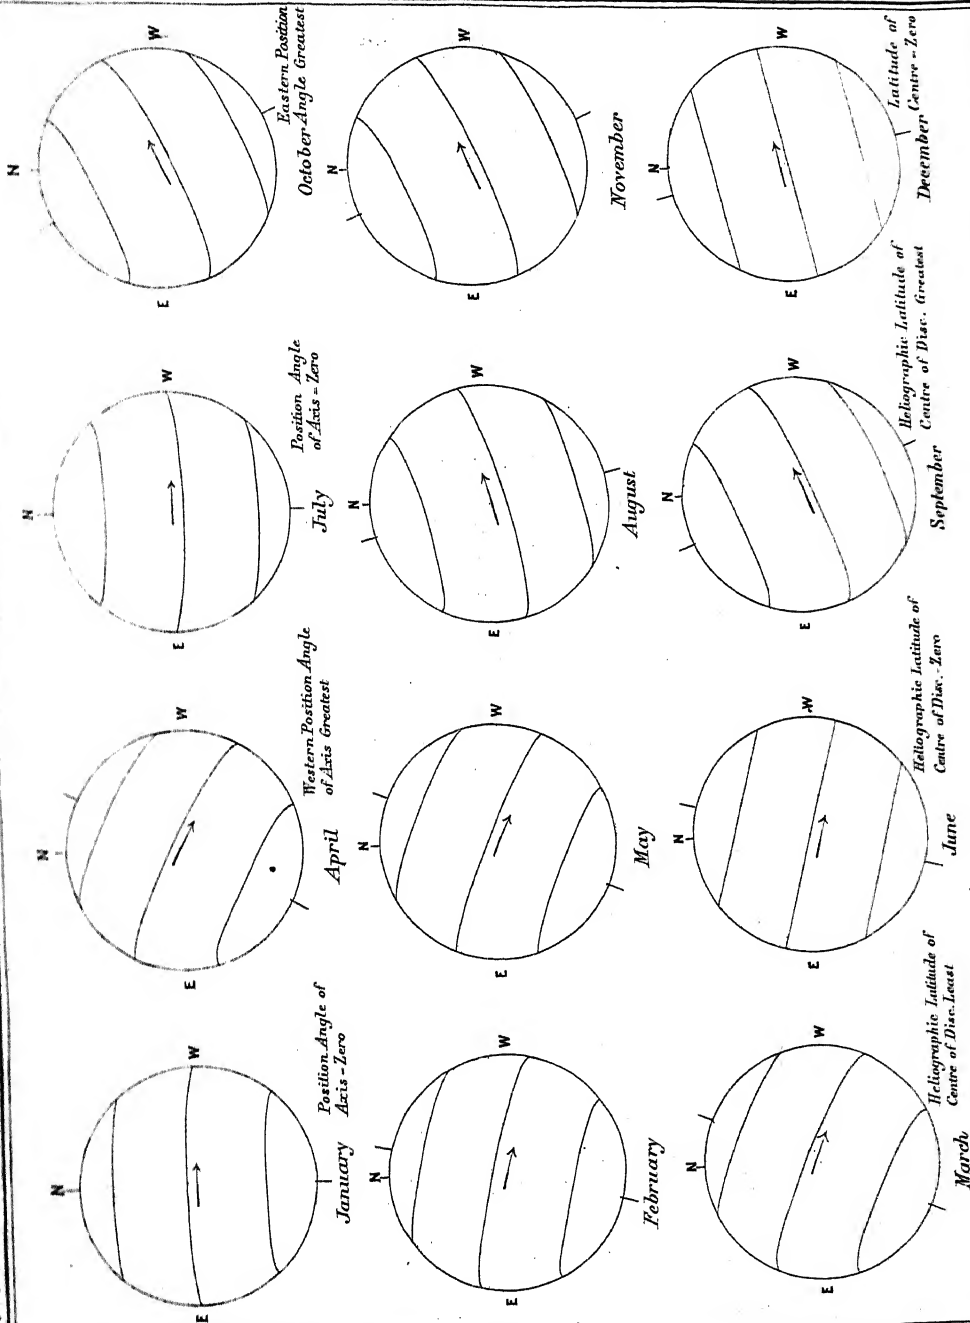 N
E
W
Position Angle of
Axis - Zero
January
N
E
W
Western Position Angle
of Axis Greatest
April
N
E
W
Position Angle
of Axis = Zero
July
N
E
W
Eastern Position
Angle Greatest
October
N
E
W
February
N
E
W
May
N
E
W
August
N
E
W
November
N
E
W
Heliographic Latitude of
Centre of Disc. Least
March
N
E
W
Heliographic Latitude of
Centre of Disc. - Zero
June
N
E
W
Heliographic Latitude of
Centre of Disc. Greatest
September
N
E
W
Latitude of
Centre - Zero
December